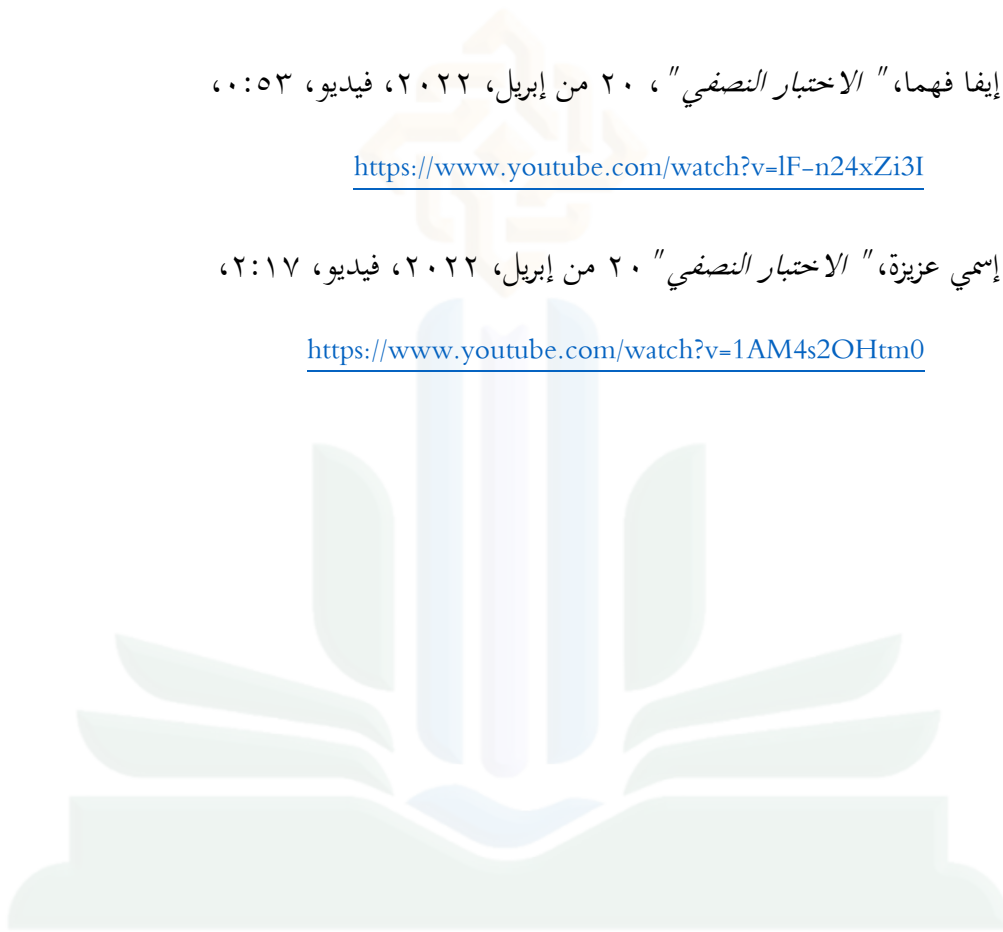 إيفا فهما،" الاختبار النصفي"، ٢٠ من إبريل، ٢٠٢٢، فيديو، ٠:٥٣،
https://www.youtube.com/watch?v=lF-n24xZi3I
إسمي عزيزة،" الاختبار النصفي" ٢٠ من إبريل، ٢٠٢٢، فيديو، ٢:١٧،
https://www.youtube.com/watch?v=1AM4s2OHtm0